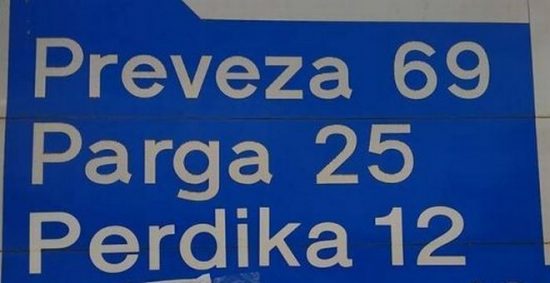 Preveza 69
Parga 25
Perdika 12